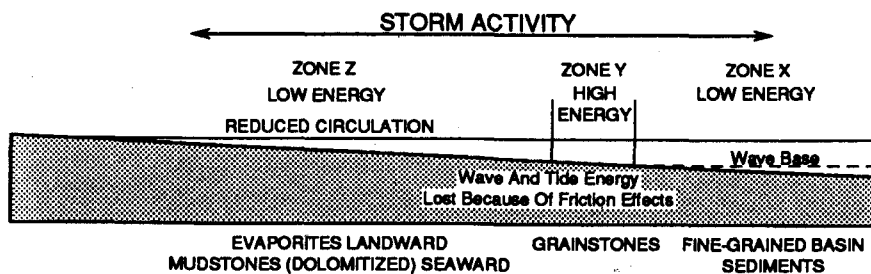 STORM ACTIVITY
ZONE Z
LOW ENERGY
ZONE Y
HIGH
ENERGY
ZONE X
LOW ENERGY
REDUCED CIRCULATION
Wave Base
Wave And Tide Energy
Lost Because Of Friction Effects
EVAPORITES LANDWARD
MUDSTONES (DOLOMITIZED) SEAWARD
GRAINSTONES
FINE-GRAINED BASIN
SEDIMENTS